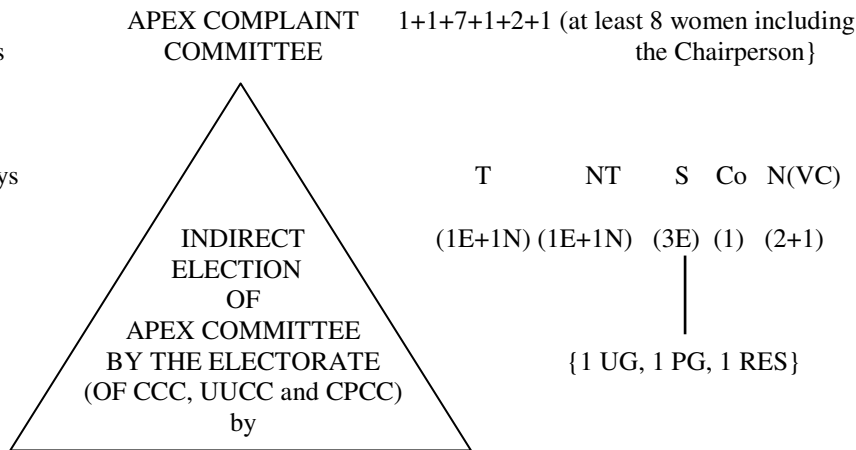 APEX COMPLAINT 1+1+7+1+2+1 (at least 8 women including
s COMMITTEE the Chairperson}
ys T NT S Co N(VC)
INDIRECT (1E+1N) (1E+1N) (3E) (1) (2+1)
ELECTION
OF
APEX COMMITTEE
BY THE ELECTORATE {1 UG, 1 PG, 1 RES}
(OF CCC, UUCC and CPCC)
by